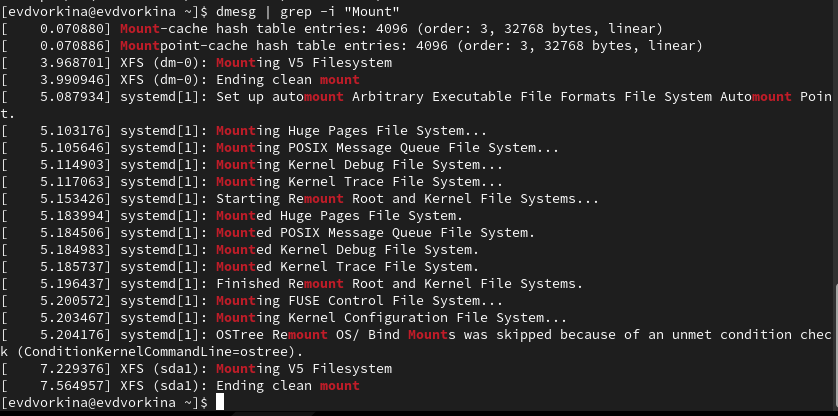 [evdvorkina@evdvorkina ~]$ dmesg | grep -i "Mount"
[    0.070880] Mount-cache hash table entries: 4096 (order: 3, 32768 bytes, linear)
[    0.070886] Mountpoint-cache hash table entries: 4096 (order: 3, 32768 bytes, linear)
[    3.968701] XFS (dm-0): Mounting V5 Filesystem
[    3.990946] XFS (dm-0): Ending clean mount
[    5.087934] systemd[1]: Set up automount Arbitrary Executable File Formats File System Automount Poin
t.
[    5.103176] systemd[1]: Mounting Huge Pages File System...
[    5.105646] systemd[1]: Mounting POSIX Message Queue File System...
[    5.114903] systemd[1]: Mounting Kernel Debug File System...
[    5.117063] systemd[1]: Mounting Kernel Trace File System...
[    5.153426] systemd[1]: Starting Remount Root and Kernel File Systems...
[    5.183994] systemd[1]: Mounted Huge Pages File System.
[    5.184506] systemd[1]: Mounted POSIX Message Queue File System.
[    5.184983] systemd[1]: Mounted Kernel Debug File System.
[    5.185737] systemd[1]: Mounted Kernel Trace File System.
[    5.196437] systemd[1]: Finished Remount Root and Kernel File Systems.
[    5.200572] systemd[1]: Mounting FUSE Control File System...
[    5.203467] systemd[1]: Mounting Kernel Configuration File System...
[    5.204176] systemd[1]: OSTree Remount OS/ Bind Mounts was skipped because of an unmet condition chec
k (ConditionKernelCommandLine=ostree).
[    7.229376] XFS (sda1): Mounting V5 Filesystem
[    7.564957] XFS (sda1): Ending clean mount
[evdvorkina@evdvorkina ~]$